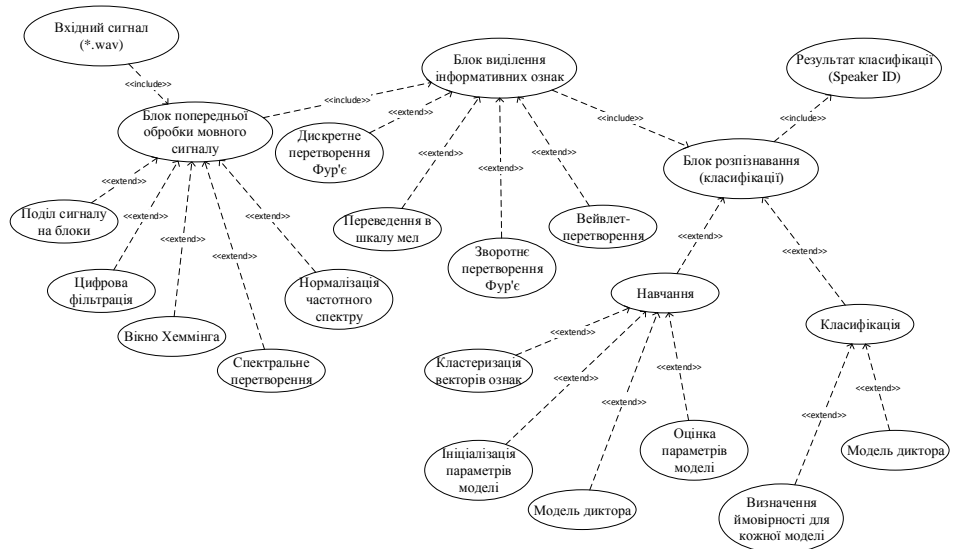 Вхідний сигнал
(*.wav)
<<include>>
Блок попередньої
обробки мовного
сигналу
<<include>>
Блок виділення
інформативних ознак
<<include>>
Результат класифікації
(Speaker ID)
<<include>>
Блок розпізнавання
(класифікації)
<<extend>>
Дискретне
перетворення
Фур'є
<<extend>>
Переведення в
шкалу мел
<<extend>>
Зворотнє
перетворення
Фур'є
<<extend>>
Вейвлет-
перетворення
<<extend>>
Поділ сигналу
на блоки
<<extend>>
Цифрова
фільтрація
<<extend>>
Вікно Хеммінга
<<extend>>
Спектральне
перетворення
<<extend>>
Нормалізація
частотного
спектру
<<extend>>
Навчання
<<extend>>
Класифікація
<<extend>>
Кластеризація
векторів ознак
<<extend>>
Ініціалізація
параметрів
моделі
<<extend>>
Модель диктора
<<extend>>
Оцінка
параметрів
моделі
<<extend>>
Визначення
ймовірності для
кожної моделі
<<extend>>
Модель диктора